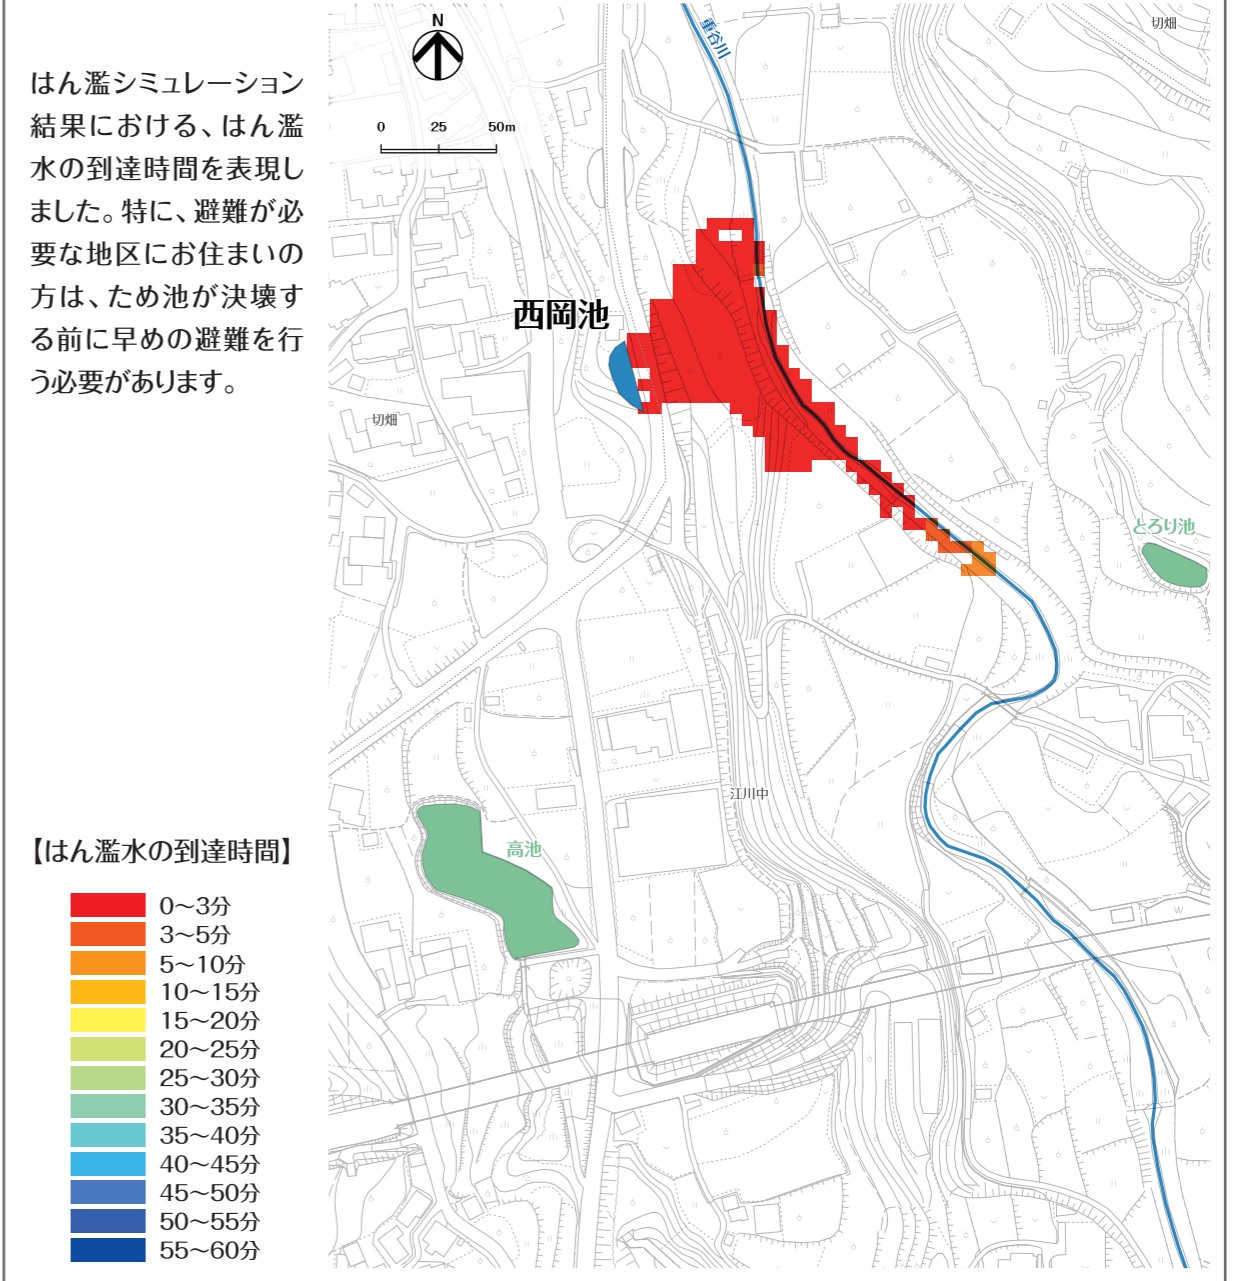 はん濫シミュレーション
結果における、はん濫
水の到達時間を表現し
ました。特に、避難が必
要な地区にお住まいの
方は、ため池が決壊す
る前に早めの避難を行
う必要があります。
N
0 25 50m
重谷川
切畑
西岡池
切畑
とろり池
江川中
高池
【はん濫水の到達時間】
0～3分
3～5分
5～10分
10～15分
15～20分
20～25分
25～30分
30～35分
35～40分
40～45分
45～50分
50～55分
55～60分
W